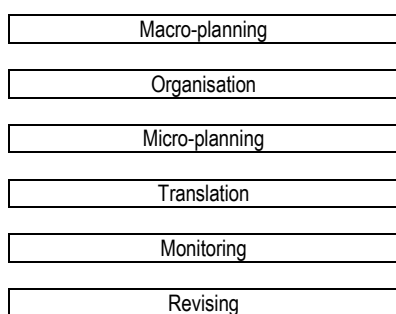 Macro-planning
Organisation
Micro-planning
Translation
Monitoring
Revising